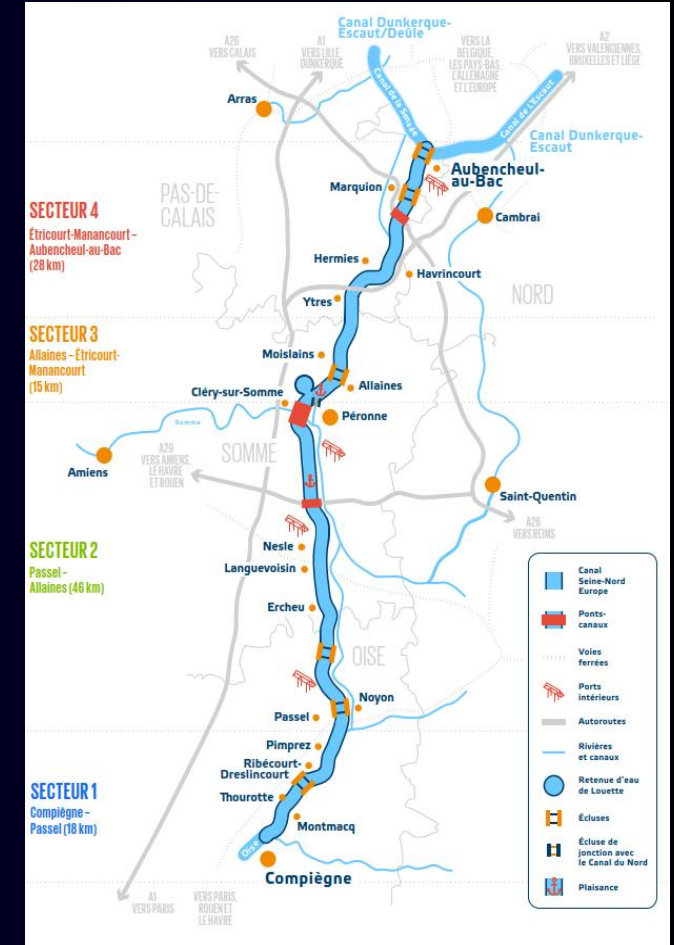 Canal Dunkerque-
Escaut/Deûle
A26
VERS CALAIS
A1
VERS LILLE,
DUNKERQUE
VERS LA
BELGIQUE,
LES PAYS-BAS,
L'ALLEMAGNE
ET L'EUROPE
A2
VERS VALENCIENNES,
BRUXELLES ET LIÈGE
Canal de la Sensée
Canal de L'Escaut
Arras
Canal Dunkerque-
Escaut
Aubencheul-
au-Bac
Marquion
PAS-DE-
CALAIS
SECTEUR 4
Étricourt-Manancourt –
Aubencheul-au-Bac
(28 km)
Cambrai
Hermies
Havrincourt
NORD
Ytres
SECTEUR 3
Allaines – Étricourt-
Manancourt
(15 km)
Moislains
Allaines
Cléry-sur-Somme
Péronne
Somme
A29
VERS AMIENS,
LE HAVRE
ET ROUEN
SOMME
Amiens
Saint-Quentin
A26
VERS REIMS
SECTEUR 2
Passel –
Allaines (46 km)
Nesle
Languevoisin
Ercheu
OISE
Noyon
Passel
Pimprez
Ribécourt-
Dreslincourt
Thourotte
Montmacq
SECTEUR 1
Compiègne –
Passel (18 km)
Oise
Compiègne
A1
VERS PARIS
VERS PARIS,
ROUEN ET
LE HAVRE
Canal
Seine-Nord
Europe
Ponts-
canaux
Voies
ferrées
Ports
intérieurs
Autoroutes
Rivières
et canaux
Retenue d'eau
de Louette
Écluses
Écluse de
jonction avec
le Canal du Nord
Plaisance